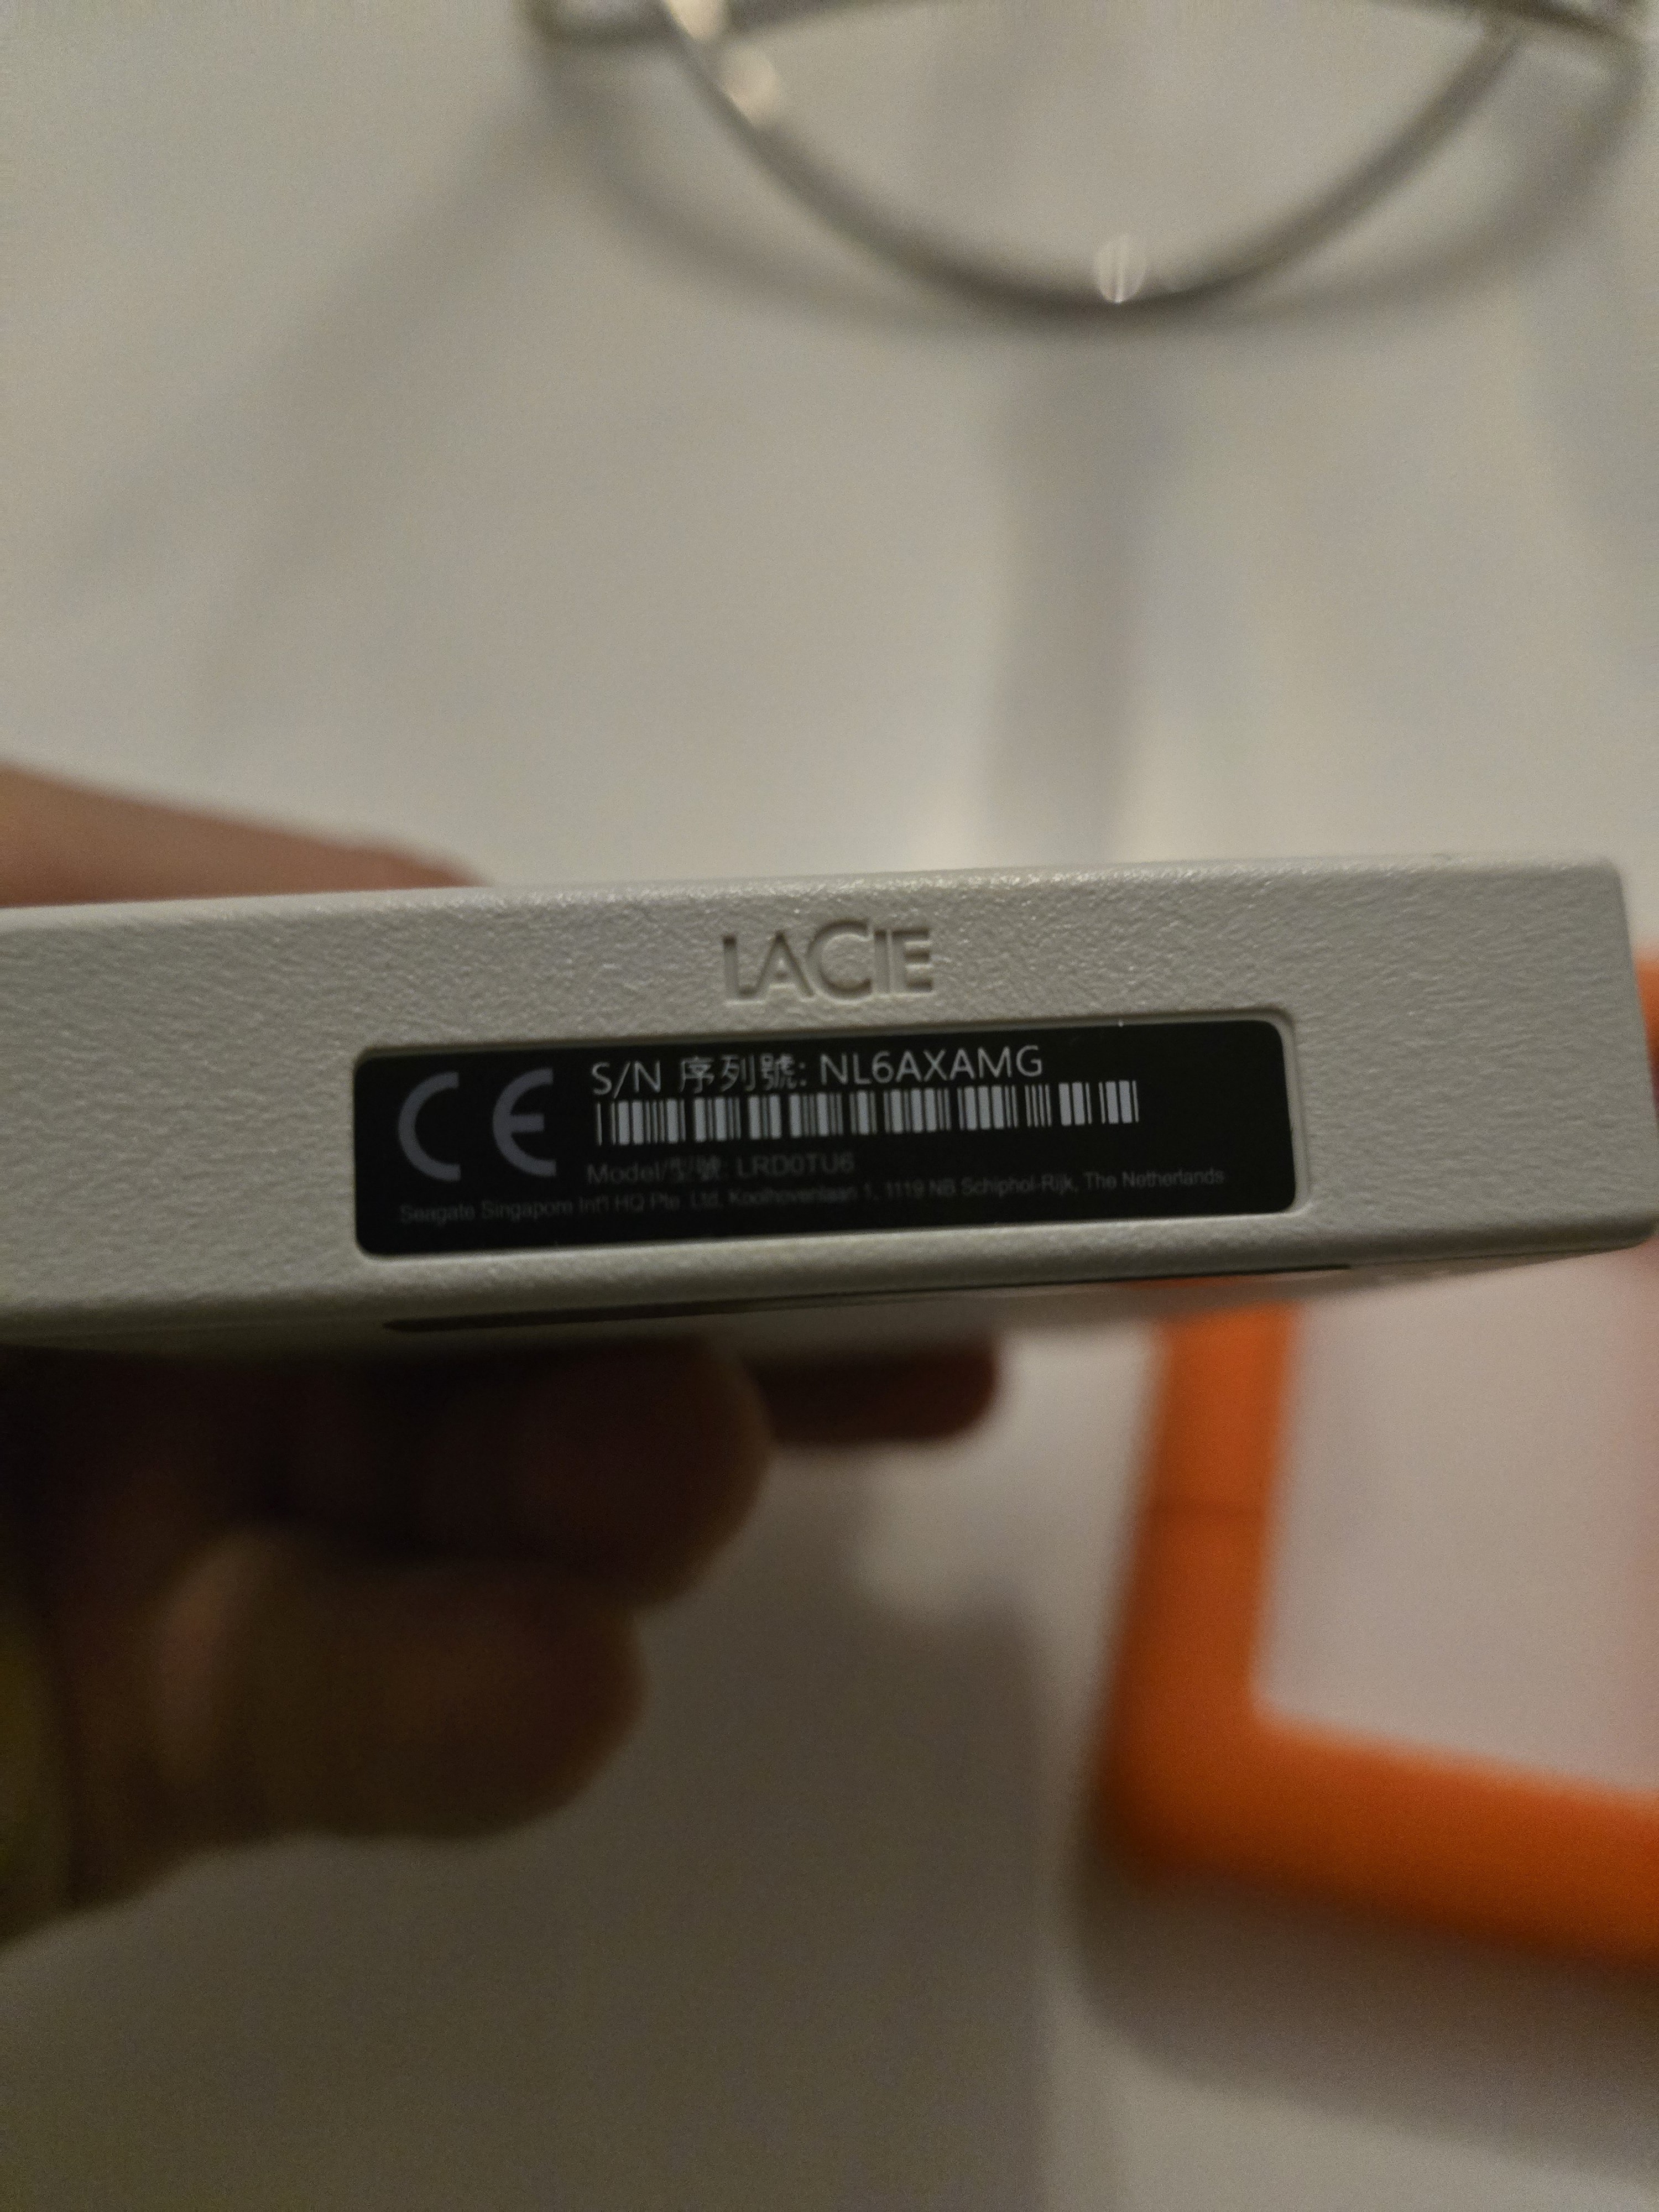 LACIE
CE
S/N 序列號: NL6AXAMG
Model/型號: LRD0TU6
Seagate Singapore Int'l HQ Pte. Ltd. Koolhovenlaan 1, 1119 NB Schiphol-Rijk, The Netherlands